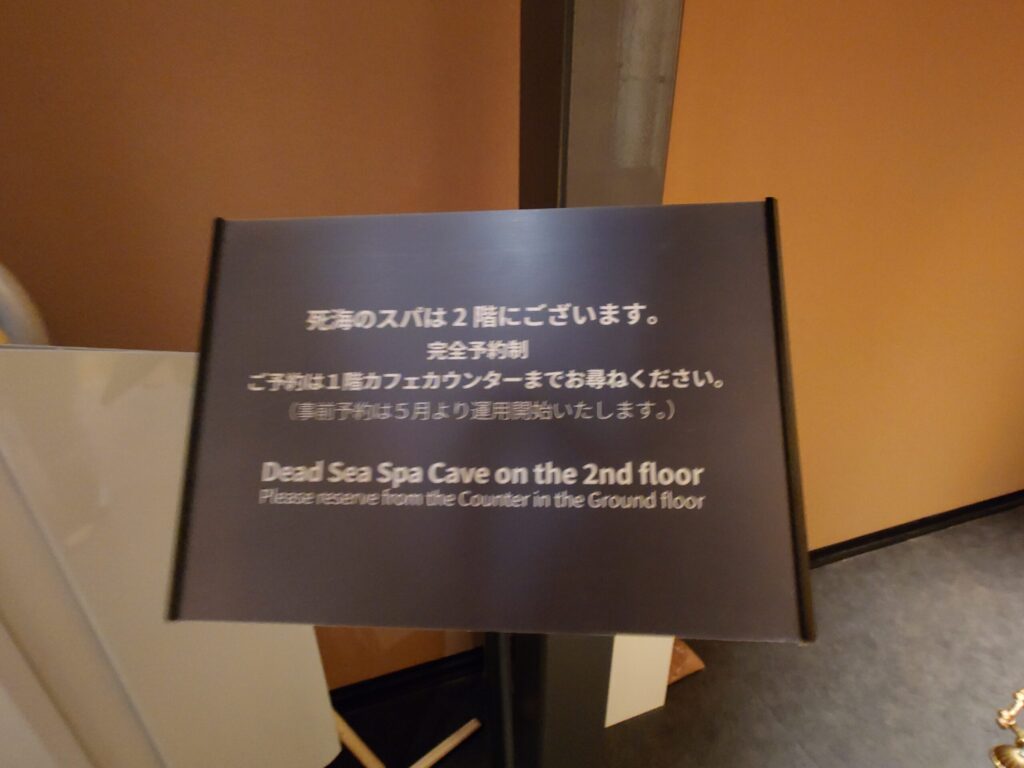 死海のスパは2階にございます。
完全予約制
ご予約は1階カフェカウンターまでお尋ねください。
（事前予約は5月より運用開始いたします。）
Dead Sea Spa Cave on the 2nd floor
Please reserve from the Counter in the Ground floor